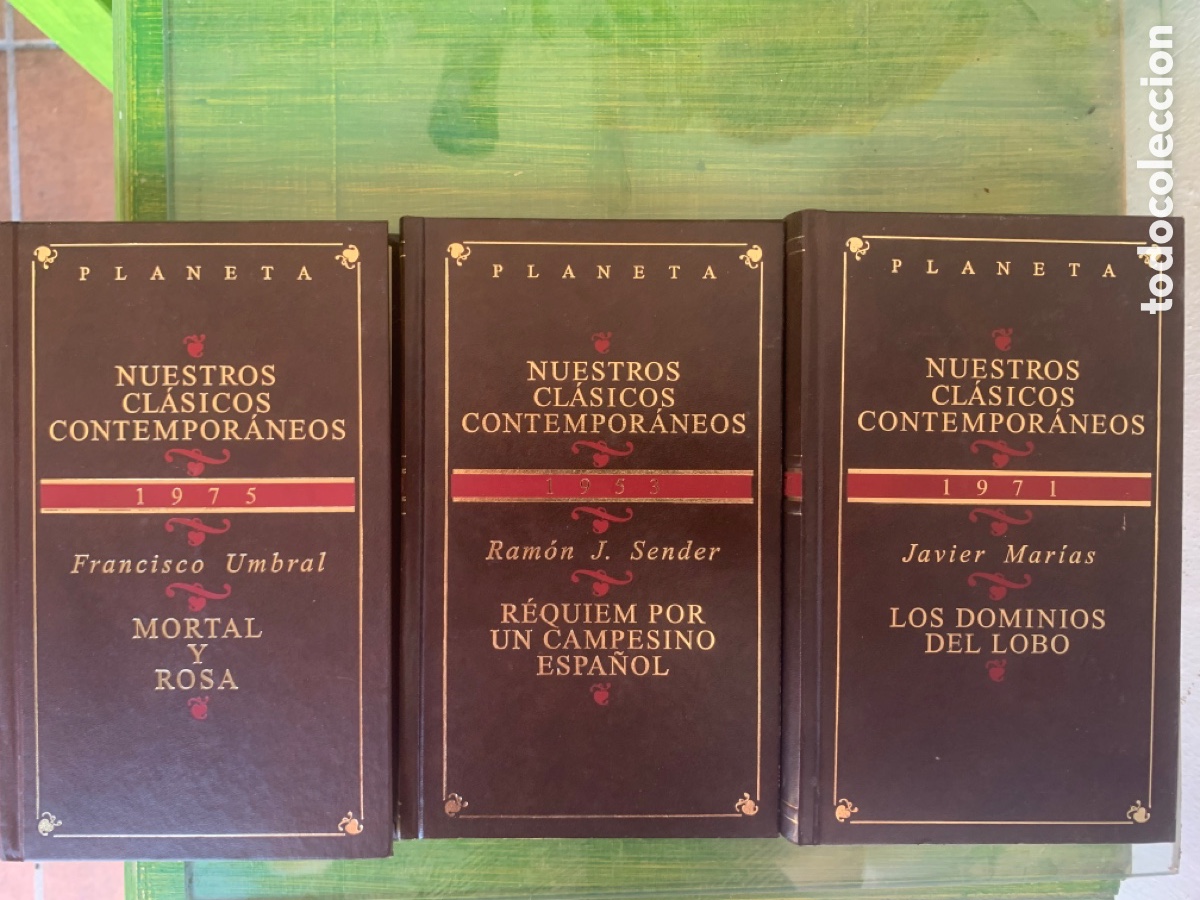 PLANETA
NUESTROS
CLÁSICOS
CONTEMPORÁNEOS
1975
Francisco Umbral
MORTAL
Y
ROSA
PLANETA
NUESTROS
CLÁSICOS
CONTEMPORÁNEOS
1953
Ramón J. Sender
RÉQUIEM POR
UN CAMPESINO
ESPAÑOL
PLANETA
NUESTROS
CLÁSICOS
CONTEMPORÁNEOS
1971
Javier Marías
LOS DOMINIOS
DEL LOBO
todocoleccion